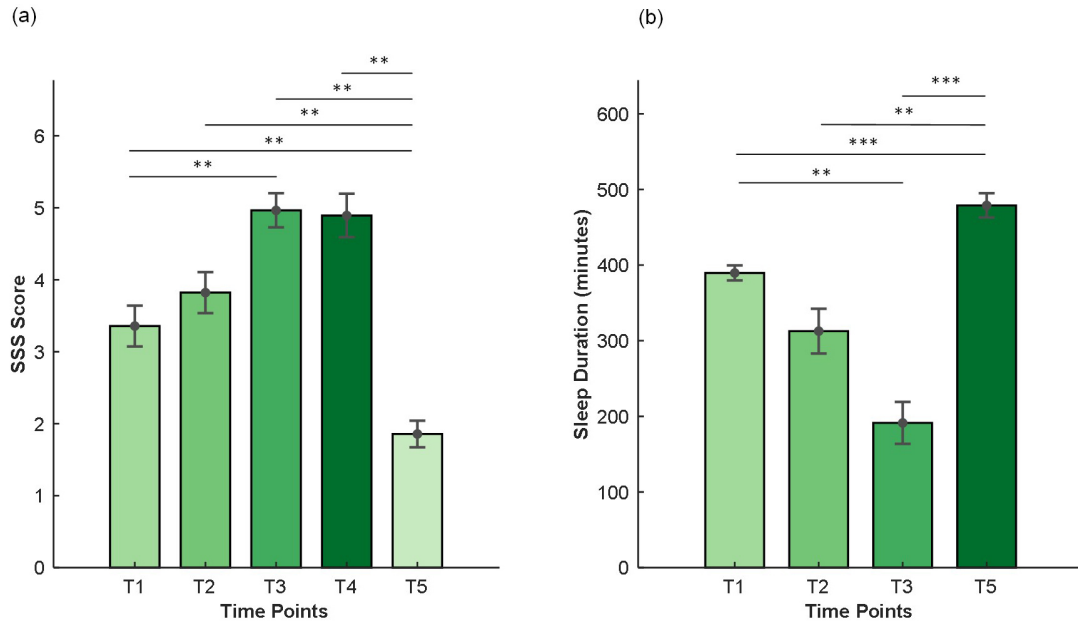 (a)
**
**
**
**
**
6
5
4
3
2
1
0
SSS Score
T1 T2 T3 T4 T5
Time Points
(b)
***
**
***
**
600
500
400
300
200
100
0
Sleep Duration (minutes)
T1 T2 T3 T5
Time Points